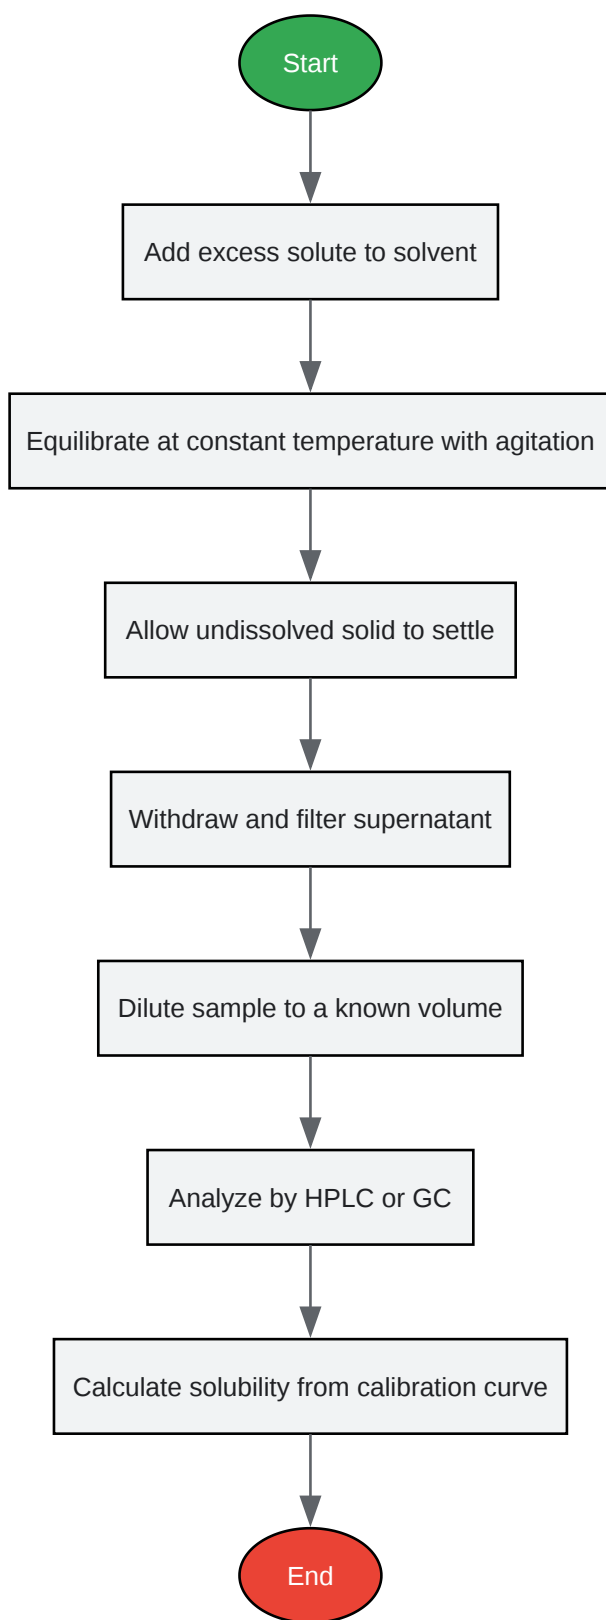 Start
Add excess solute to solvent
Equilibrate at constant temperature with agitation
Allow undissolved solid to settle
Withdraw and filter supernatant
Dilute sample to a known volume
Analyze by HPLC or GC
Calculate solubility from calibration curve
End